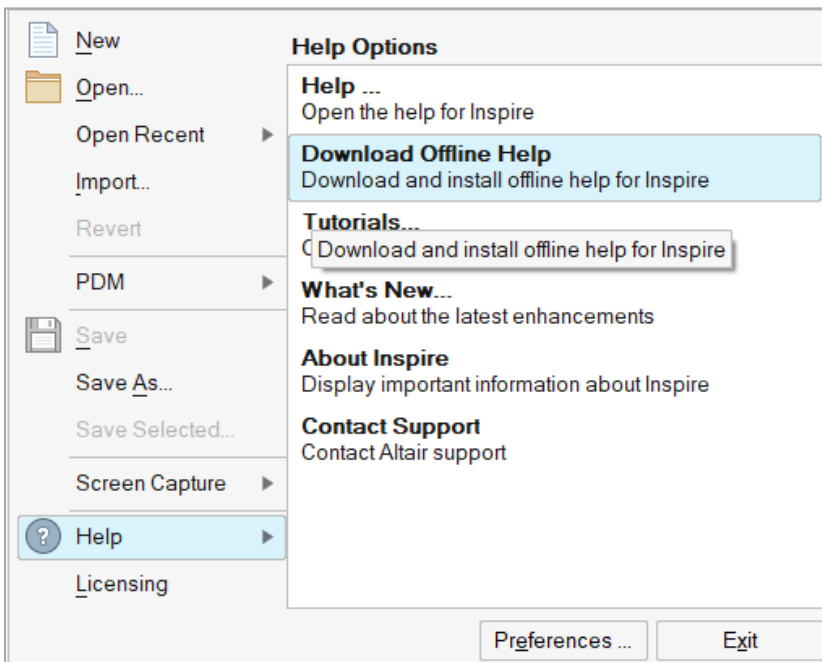 New
Open...
Open Recent
Import...
Revert
PDM
Save
Save As...
Save Selected...
Screen Capture
Help
Licensing
Help Options
Help ...
Open the help for Inspire
Download Offline Help
Download and install offline help for Inspire
Tutorials...
Download and install offline help for Inspire
What's New...
Read about the latest enhancements
About Inspire
Display important information about Inspire
Contact Support
Contact Altair support
Preferences ...
Exit